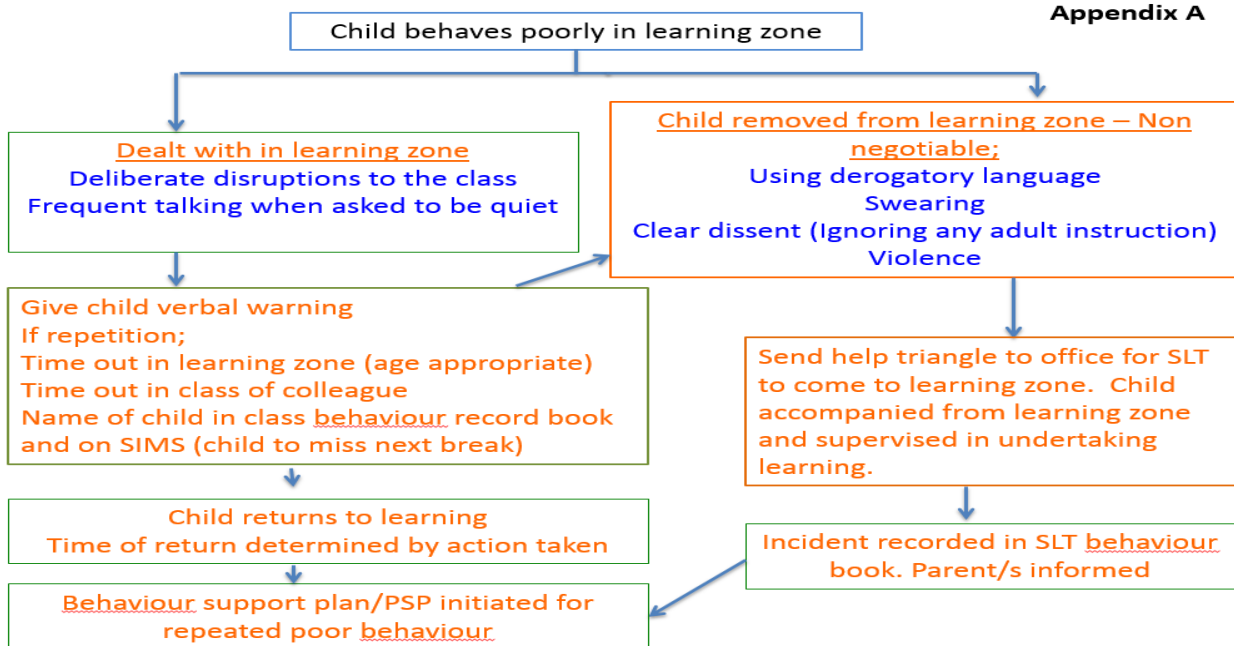 Appendix A
Child behaves poorly in learning zone
Dealt with in learning zone
Deliberate disruptions to the class
Frequent talking when asked to be quiet
Child removed from learning zone – Non
negotiable;
Using derogatory language
Swearing
Clear dissent (Ignoring any adult instruction)
Violence
Give child verbal warning
If repetition;
Time out in learning zone (age appropriate)
Time out in class of colleague
Name of child in class behaviour record book
and on SIMS (child to miss next break)
Send help triangle to office for SLT
to come to learning zone.  Child
accompanied from learning zone
and supervised in undertaking
learning.
Child returns to learning
Time of return determined by action taken
Incident recorded in SLT behaviour
book. Parent/s informed
Behaviour support plan/PSP initiated for
repeated poor behaviour